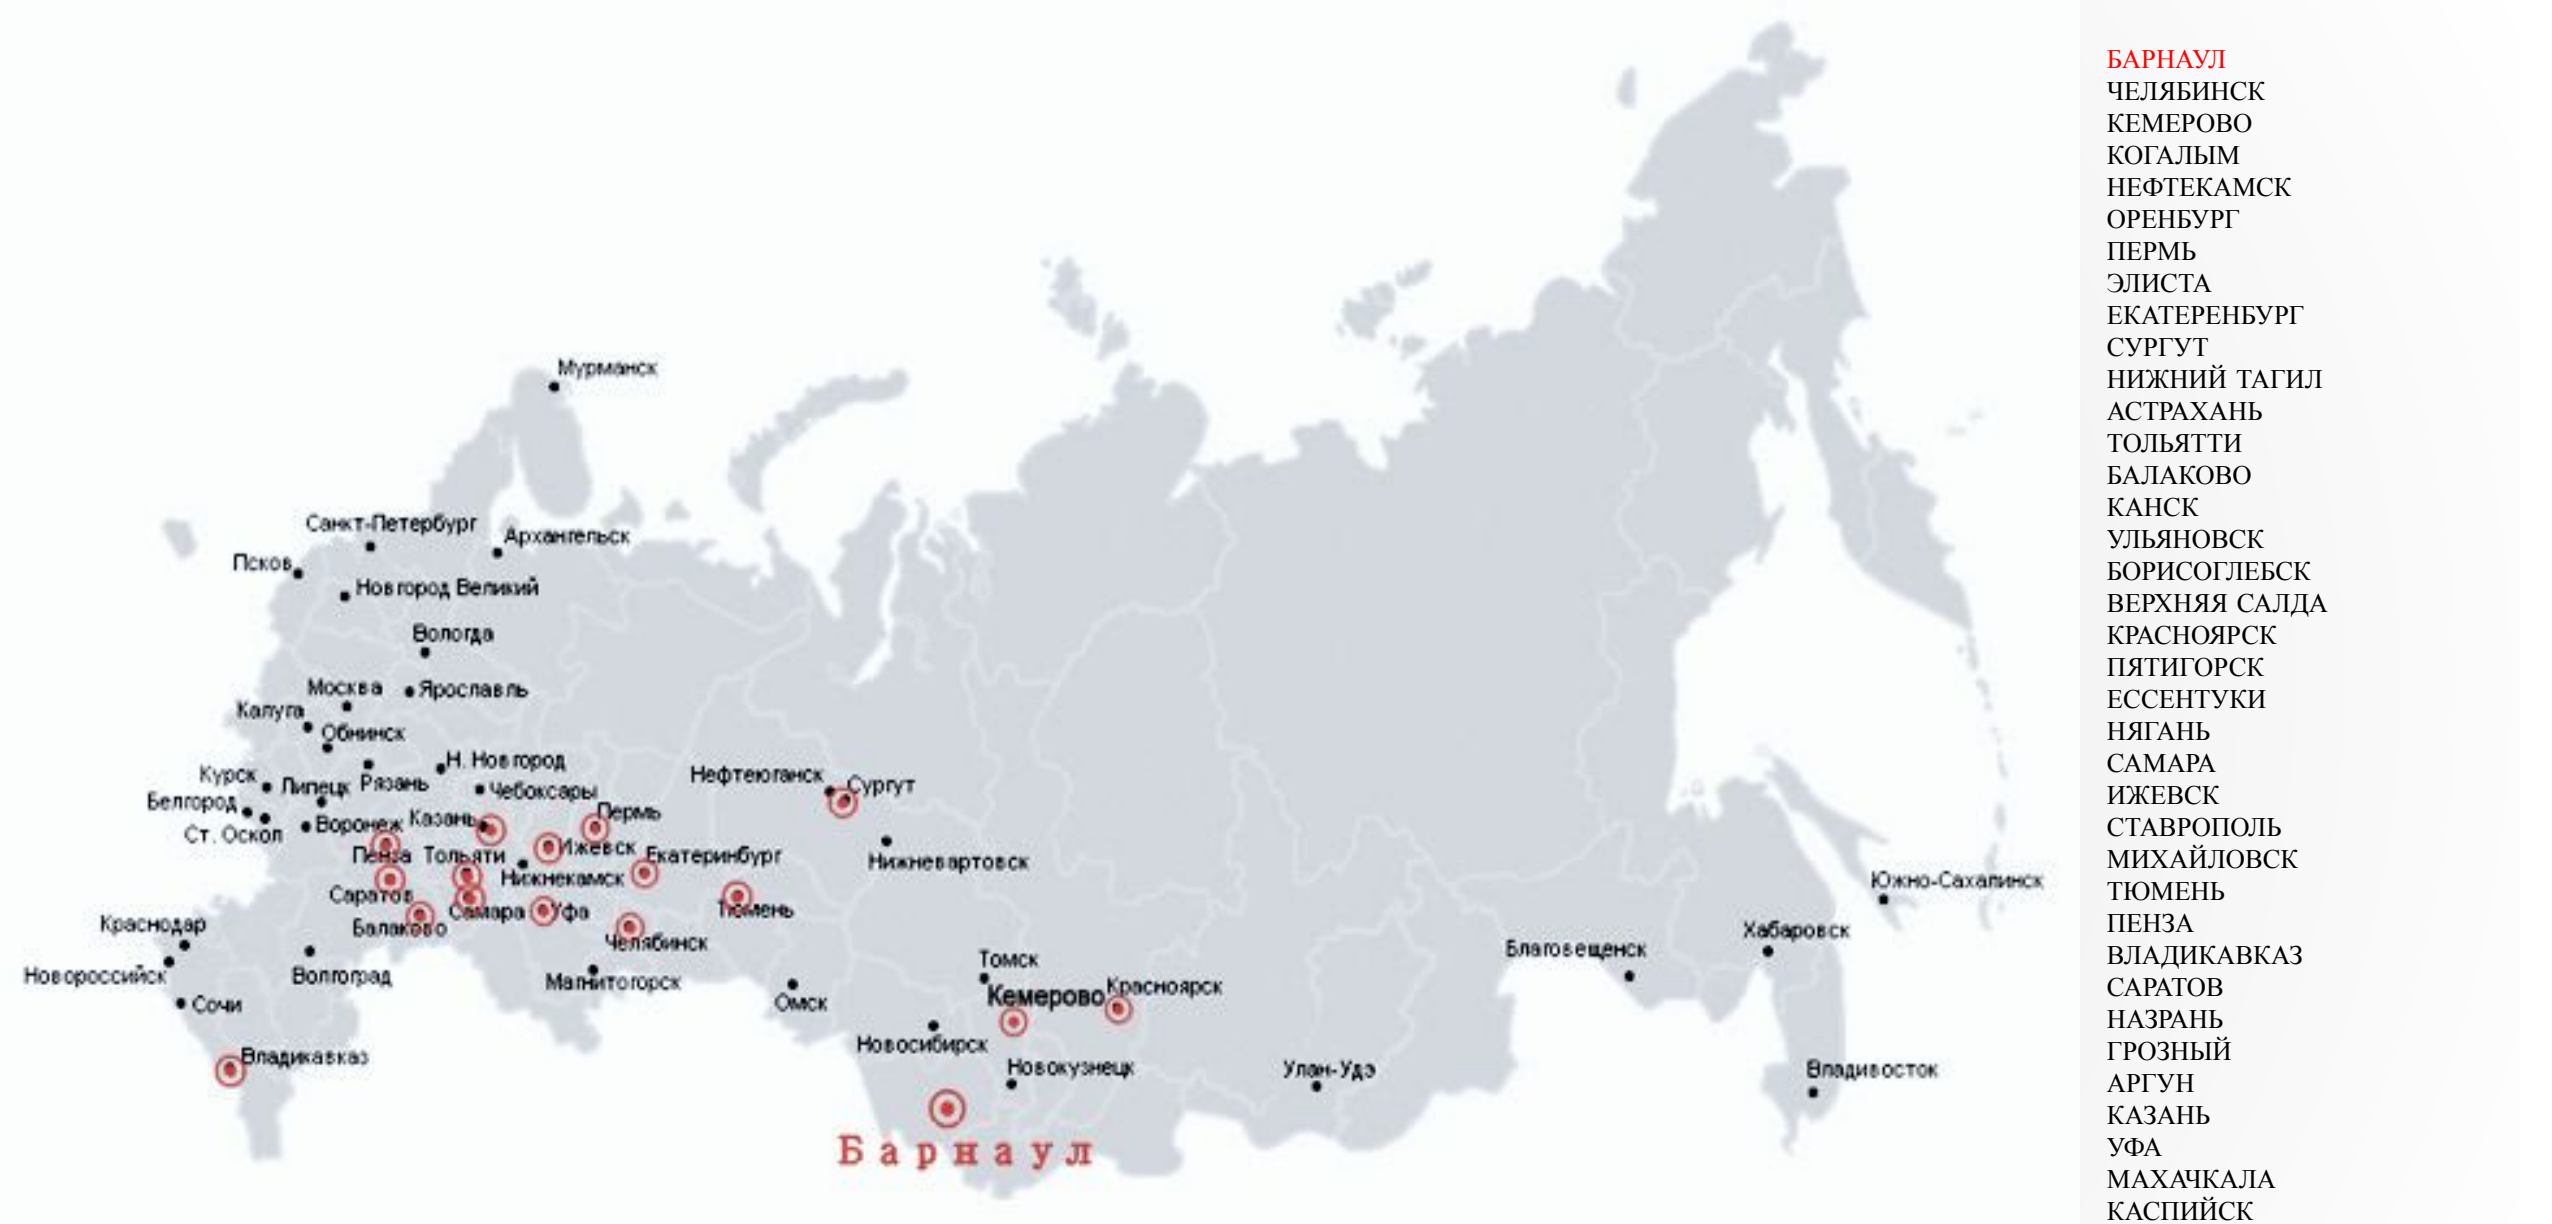 Мурманск
Санкт-Петербург
Архангельск
Псков
Новгород Великий
Вологда
Москва
Ярославль
Калуга
Обнинск
Н. Новгород
Курск
Липецк
Рязань
Чебоксары
Нефтеюганск
Сургут
Белгород
Ст. Оскол
Воронеж
Казань
Пермь
Пенза
Тольяти
Ижевск
Екатеринбург
Нижневартовск
Нижнекамск
Саратов
Самара
Уфа
Тюмень
Балаково
Челябинск
Краснодар
Новороссийск
Волгоград
Магнитогорск
Сочи
Омск
Томск
Кемерово
Красноярск
Новосибирск
Новокузнецк
Владикавказ
Улан-Удэ
Благовещенск
Хабаровск
Южно-Сахалинск
Владивосток
Барнаул
БАРНАУЛ
ЧЕЛЯБИНСК
КЕМЕРОВО
КОГАЛЫМ
НЕФТЕКАМСК
ОРЕНБУРГ
ПЕРМЬ
ЭЛИСТА
ЕКАТЕРЕНБУРГ
СУРГУТ
НИЖНИЙ ТАГИЛ
АСТРАХАНЬ
ТОЛЬЯТТИ
БАЛАКОВО
КАНСК
УЛЬЯНОВСК
БОРИСОГЛЕБСК
ВЕРХНЯЯ САЛДА
КРАСНОЯРСК
ПЯТИГОРСК
ЕССЕНТУКИ
НЯГАНЬ
САМАРА
ИЖЕВСК
СТАВРОПОЛЬ
МИХАЙЛОВСК
ТЮМЕНЬ
ПЕНЗА
ВЛАДИКАВКАЗ
САРАТОВ
НАЗРАНЬ
ГРОЗНЫЙ
АРГУН
КАЗАНЬ
УФА
МАХАЧКАЛА
КАСПИЙСК